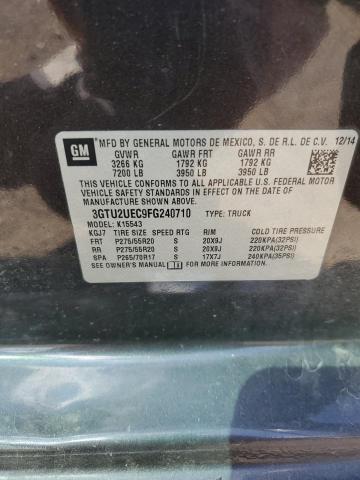 GM
MFD BY GENERAL MOTORS DE MEXICO, S. DE R.L. DE C.V. 12/14
GVWR GAWR FRT GAWR RR
3266 KG 1792 KG 1792 KG
7200 LB 3950 LB 3950 LB
THIS VEHICLE CONFORMS TO ALL APPLICABLE U.S. FEDERAL MOTOR
VEHICLE SAFETY STANDARDS IN EFFECT ON THE DATE OF
MANUFACTURE SHOWN ABOVE.
3GTU2UEC9FG240710 TYPE: TRUCK
MODEL: K15543
KGJ7 TIRE SIZE SPEED RTG RIM COLD TIRE PRESSURE
FRT P275/55R20 S 20X9J 220KPA(32PSI)
RR P275/55R20 S 20X9J 220KPA(32PSI)
SPA P265/70R17 S 17X7J 240KPA(35PSI)
SEE OWNER'S MANUAL FOR MORE INFORMATION.